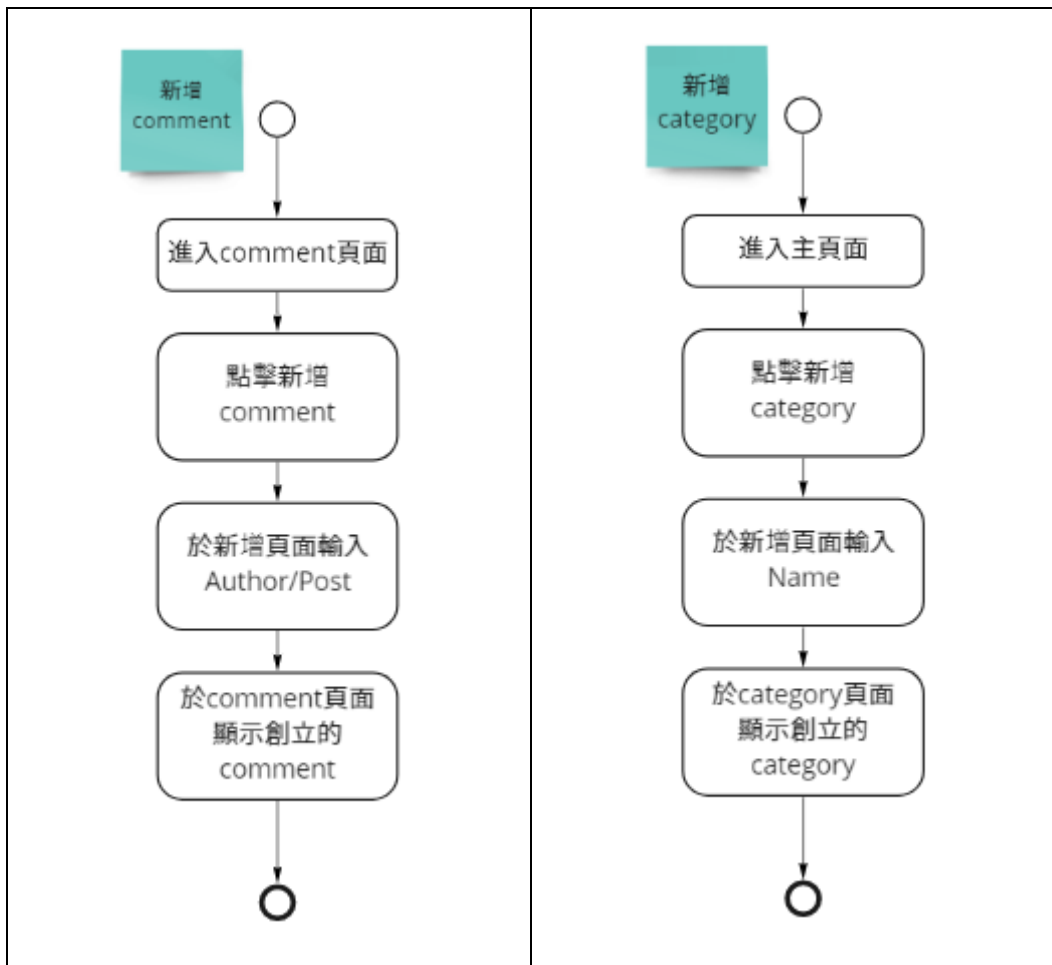 新增
comment
進入comment頁面
點擊新增
comment
於新增頁面輸入
Author/Post
於comment頁面
顯示創立的
comment
新增
category
進入主頁面
點擊新增
category
於新增頁面輸入
Name
於category頁面
顯示創立的
category